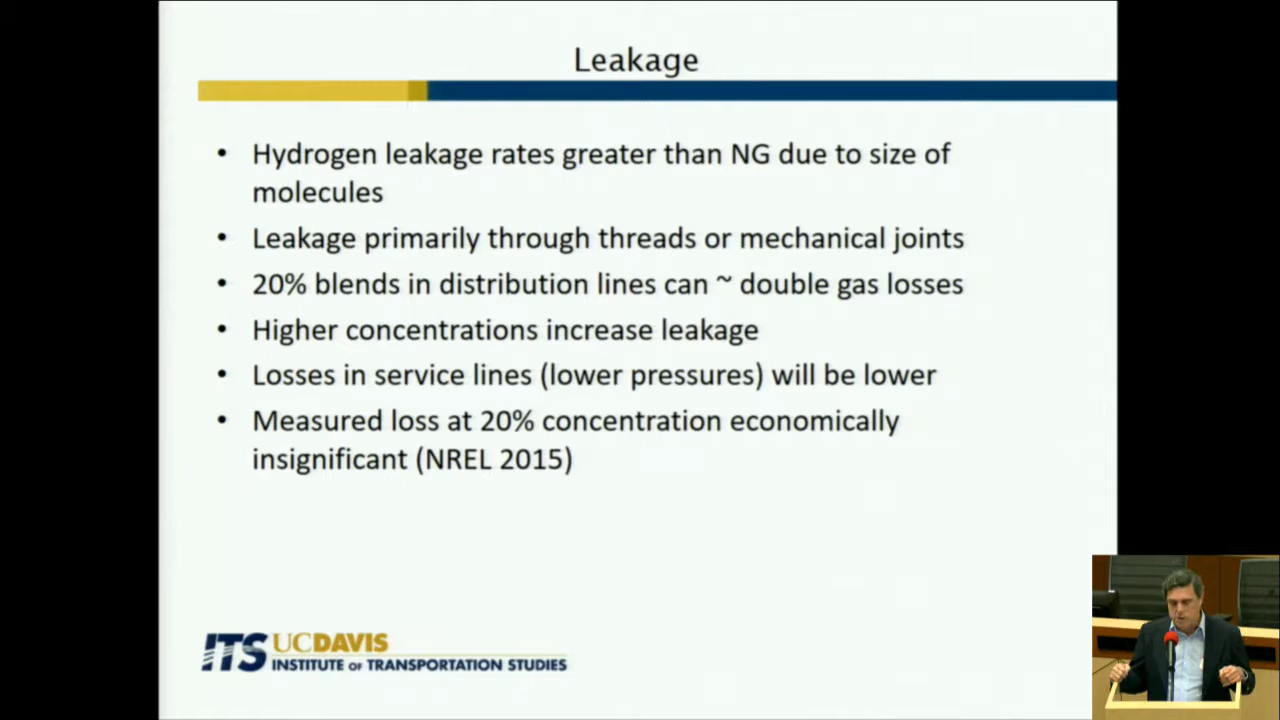 Leakage
• Hydrogen leakage rates greater than NG due to size of
molecules
• Leakage primarily through threads or mechanical joints
• 20% blends in distribution lines can ~ double gas losses
• Higher concentrations increase leakage
• Losses in service lines (lower pressures) will be lower
• Measured loss at 20% concentration economically
insignificant (NREL 2015)
ITS UCDAVIS
INSTITUTE OF TRANSPORTATION STUDIES